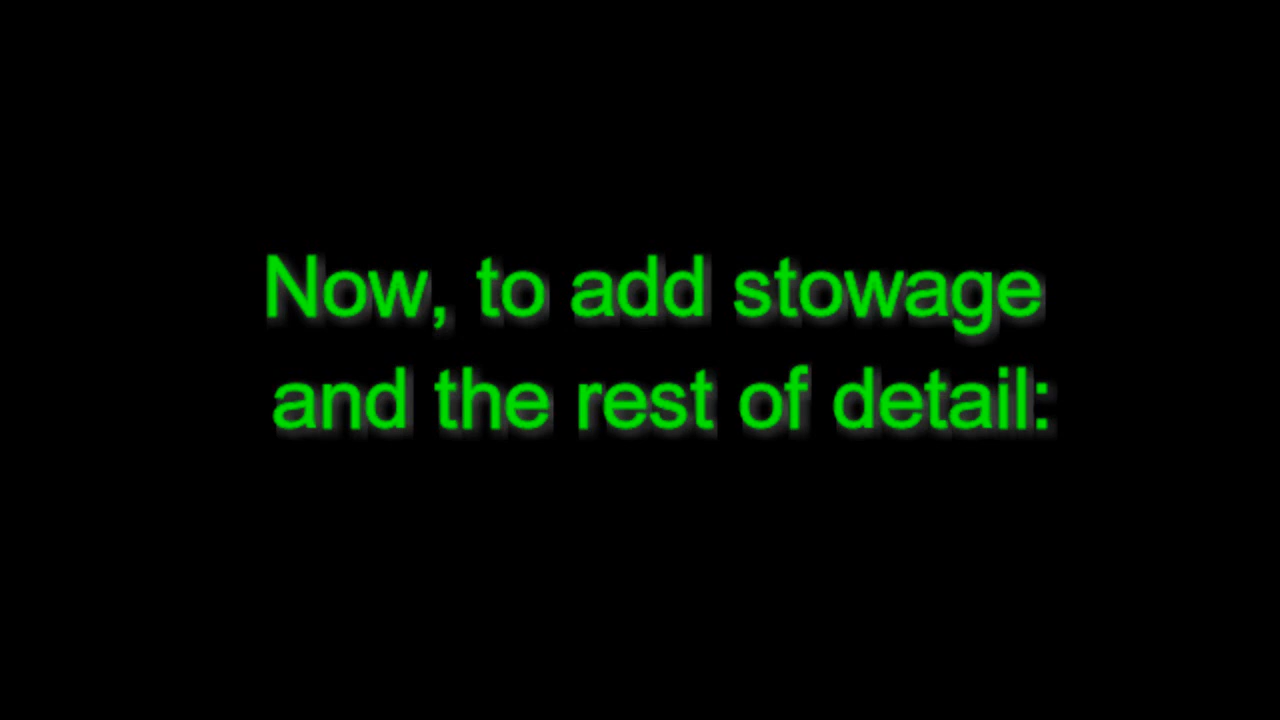 Now, to add stowage
and the rest of detail: